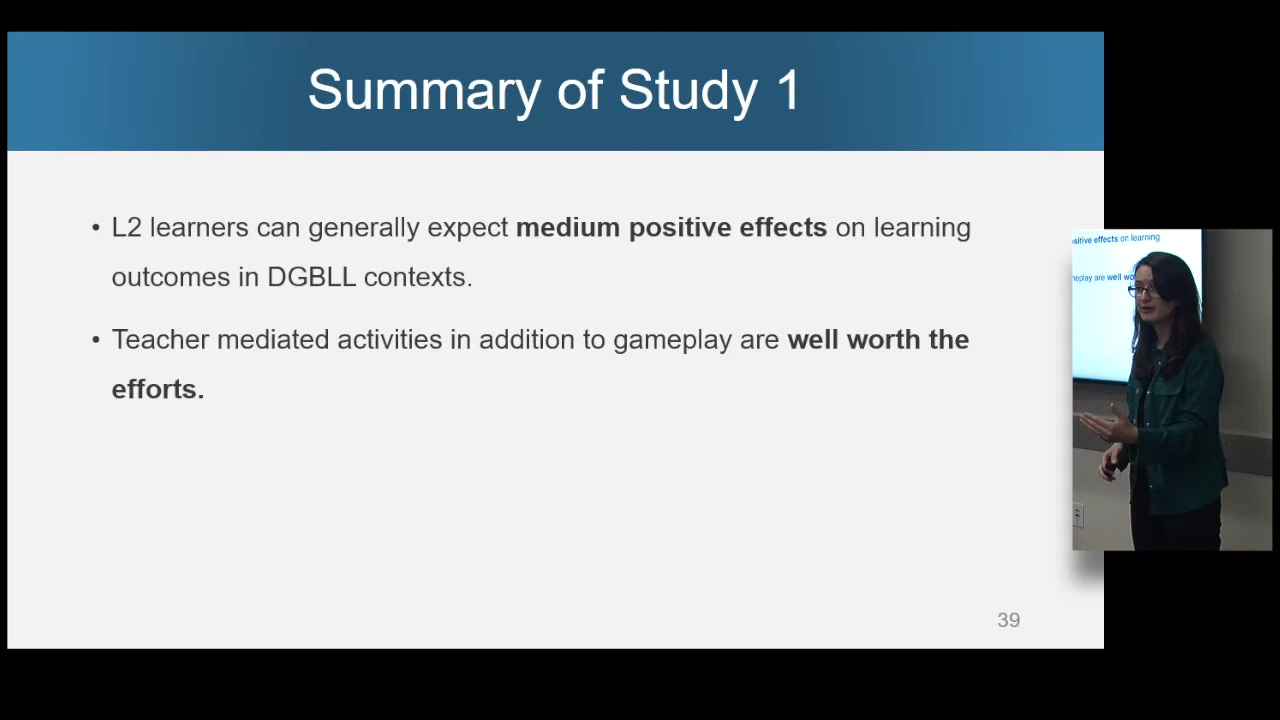 Summary of Study 1
• L2 learners can generally expect medium positive effects on learning
outcomes in DGBLL contexts.
• Teacher mediated activities in addition to gameplay are well worth the
efforts.
39
ositive effects on learning
meplay are well wo